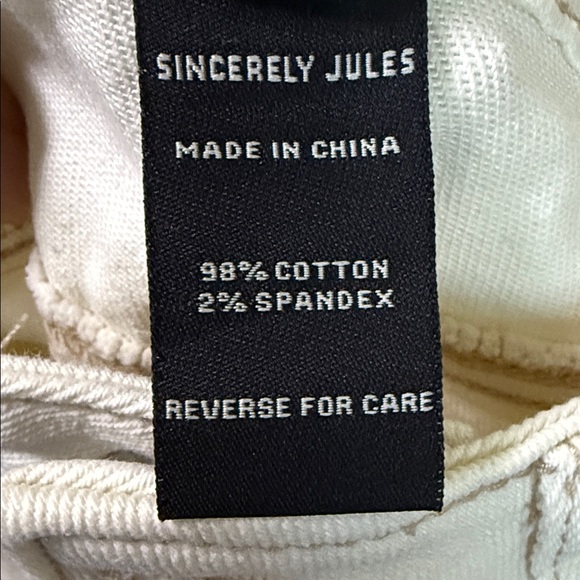 SINCERELY JULES
MADE IN CHINA
98% COTTON
2% SPANDEX
REVERSE FOR CARE